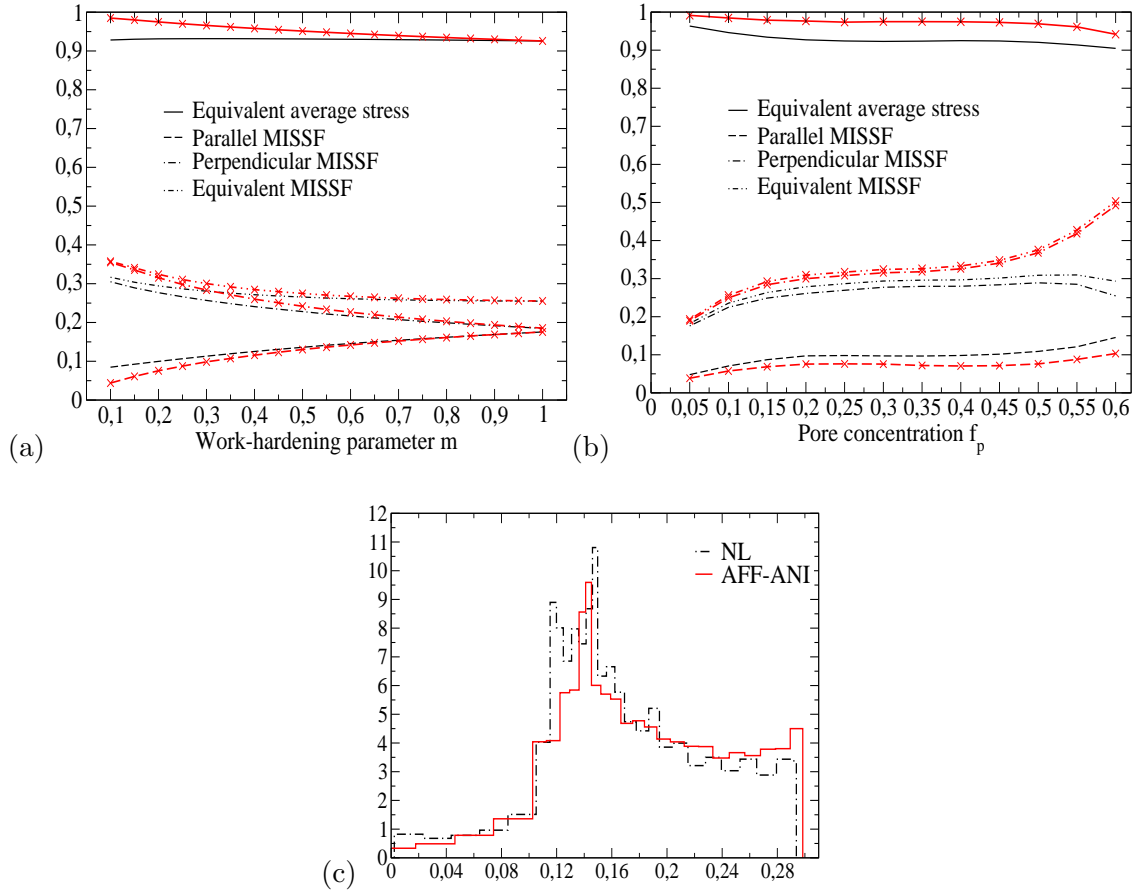 1
0,9
0,8
0,7
0,6
0,5
0,4
0,3
0,2
0,1
0
Equivalent average stress
Parallel MISSF
Perpendicular MISSF
Equivalent MISSF
0,1 0,2 0,3 0,4 0,5 0,6 0,7 0,8 0,9 1
(a) Work-hardening parameter m
1
0,9
0,8
0,7
0,6
0,5
0,4
0,3
0,2
0,1
0
Equivalent average stress
Parallel MISSF
Perpendicular MISSF
Equivalent MISSF
0 0,05 0,1 0,15 0,2 0,25 0,3 0,35 0,4 0,45 0,5 0,55 0,6
(b) Pore concentration f_p
12
11
10
9
8
7
6
5
4
3
2
1
0
NL
AFF-ANI
0 0,04 0,08 0,12 0,16 0,2 0,24 0,28
(c)